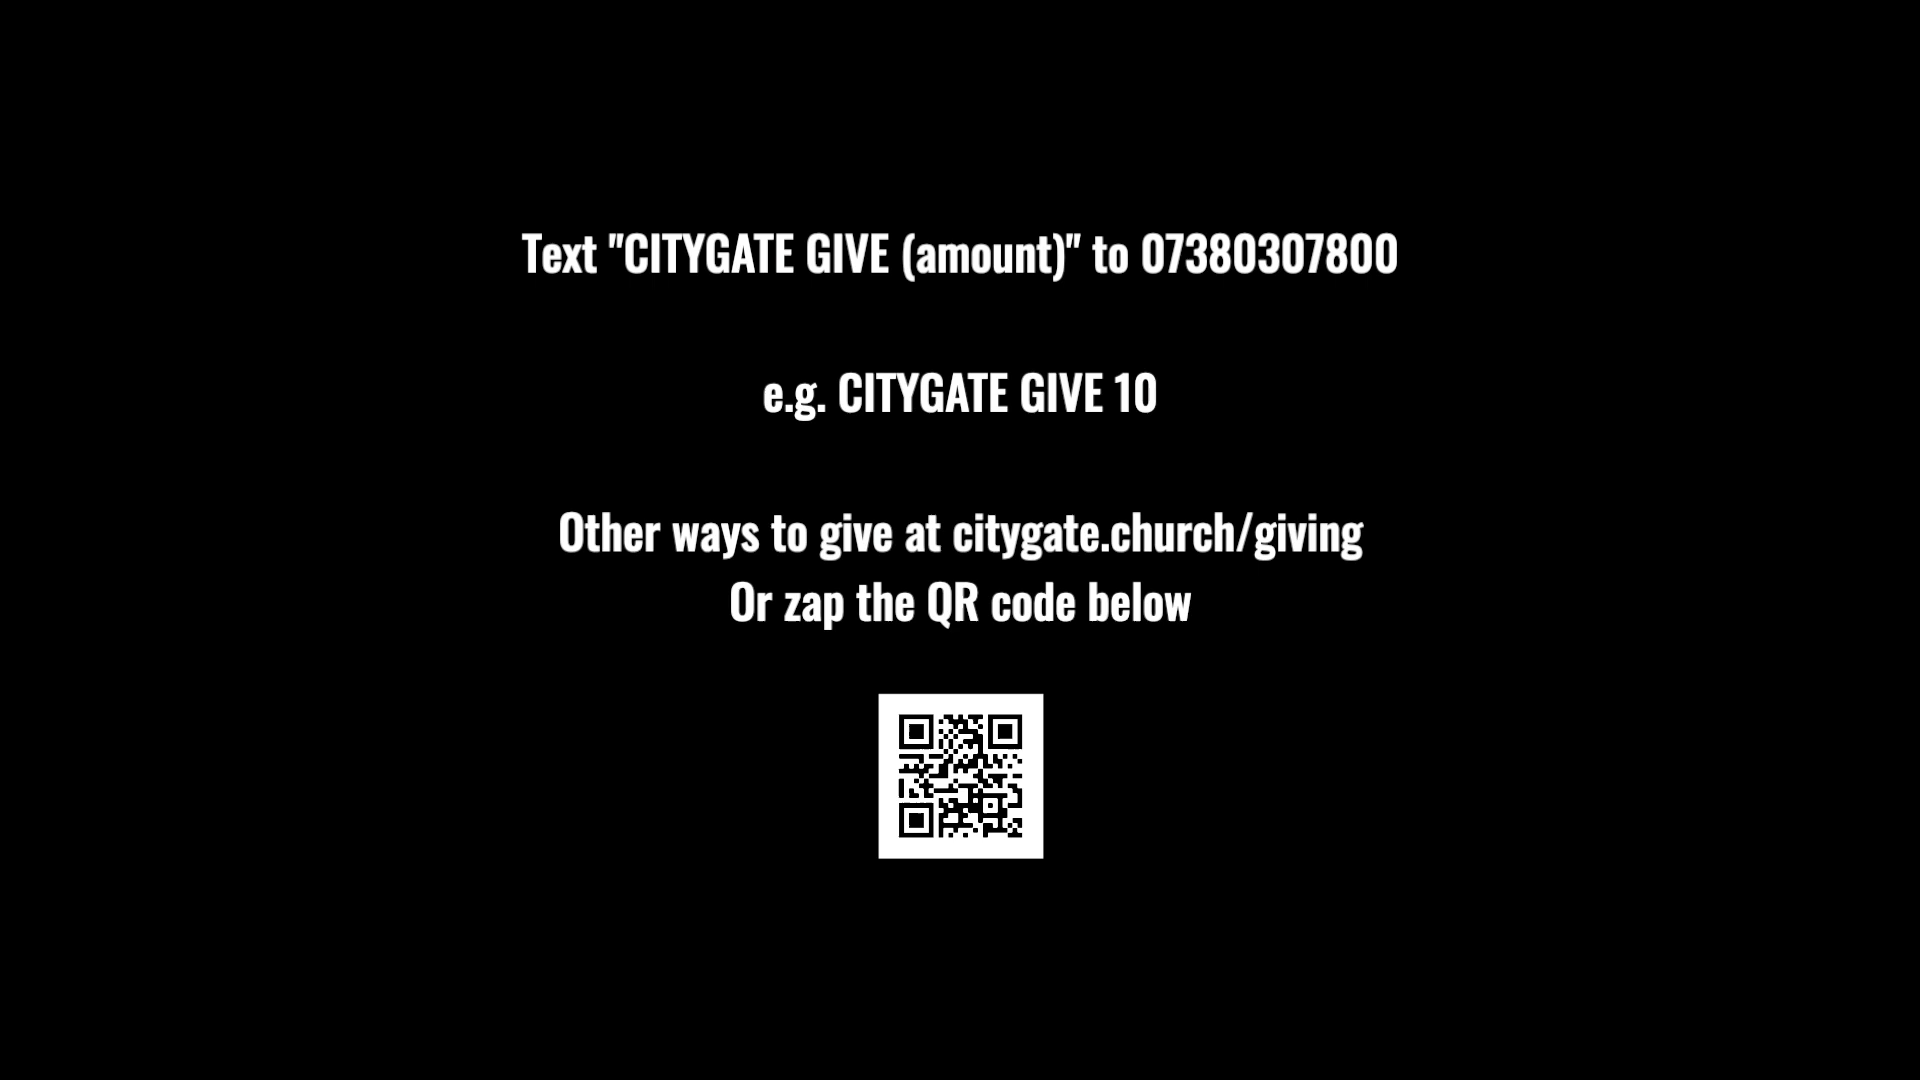 Text "CITYGATE GIVE (amount)" to 07380307800
e.g. CITYGATE GIVE 10
Other ways to give at citygate.church/giving
Or zap the QR code below